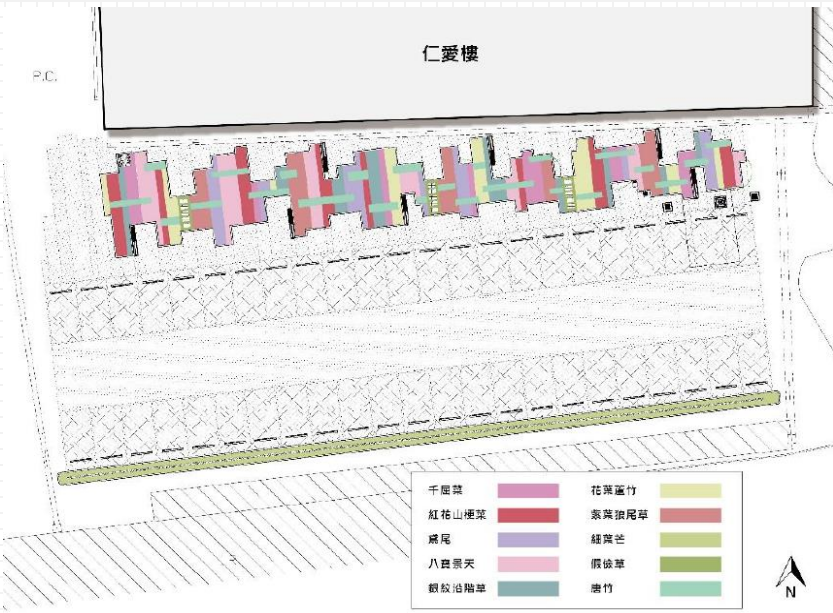 仁愛樓
P.C.
千屈菜
花葉蘆竹
紅花山梗菜
紫葉狼尾草
鳶尾
細葉芒
八寶景天
假儉草
銀紋沿階草
唐竹
N